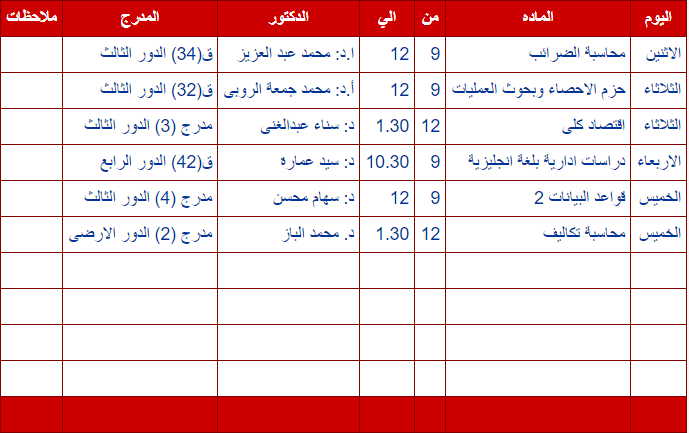 اليوم الماده من الي الدكتور المدرج ملاحظات
الاثنين محاسبة الضرائب 9 12 ا.د: محمد عبد العزيز ق(34) الدور الثالث
الثلاثاء حزم الاحصاء وبحوث العمليات 9 12 أ.د: محمد جمعة الروبى ق(32) الدور الثالث
الثلاثاء اقتصاد كلى 12 1.30 د: سناء عبدالغنى مدرج (3) الدور الثالث
الاربعاء دراسات ادارية بلغة انجليزية 9 10.30 د: سيد عمارة ق(42) الدور الرابع
الخميس قواعد البيانات 2 9 12 د: سهام محسن مدرج (4) الدور الثالث
الخميس محاسبة تكاليف 12 1.30 د. محمد الباز مدرج (2) الدور الارضى